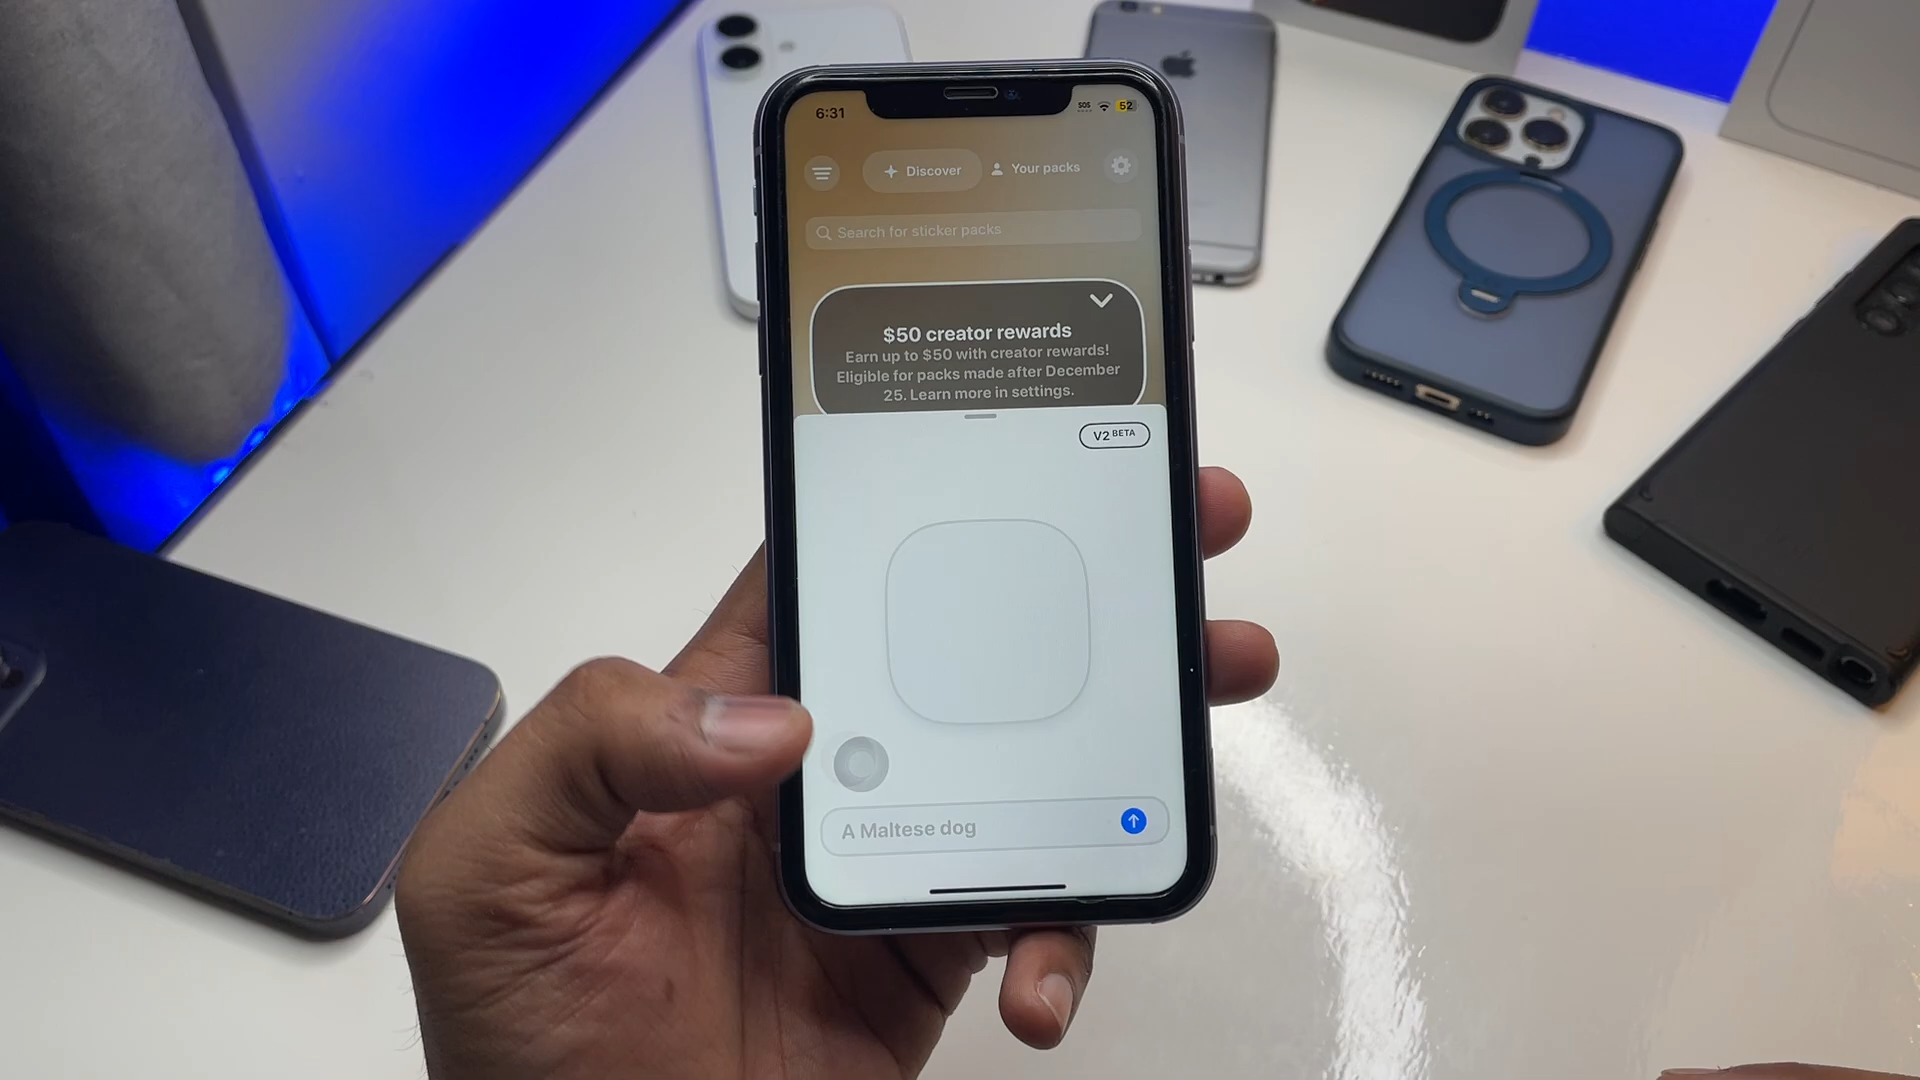 6:31
SOS
52
Discover
Your packs
Search for sticker packs
$50 creator rewards
Earn up to $50 with creator rewards!
Eligible for packs made after December
25. Learn more in settings.
V2 BETA
A Maltese dog